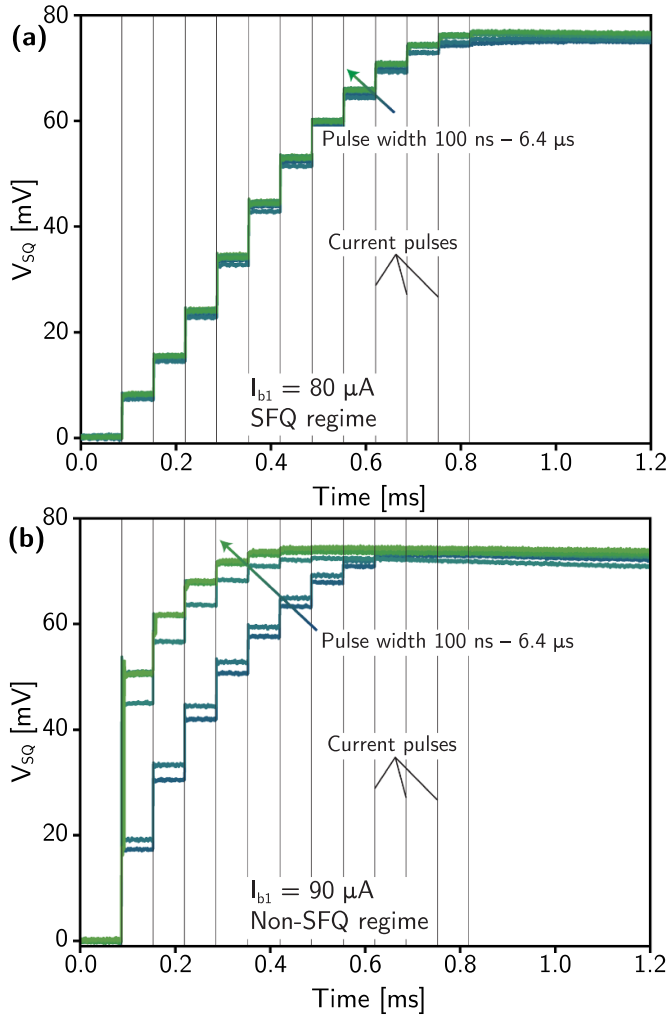 (a)
80
60
40
20
0
V_SQ [mV]
Pulse width 100 ns – 6.4 µs
Current pulses
I_b1 = 80 µA
SFQ regime
0.0 0.2 0.4 0.6 0.8 1.0 1.2
Time [ms]
(b)
80
60
40
20
0
V_SQ [mV]
Pulse width 100 ns – 6.4 µs
Current pulses
I_b1 = 90 µA
Non-SFQ regime
0.0 0.2 0.4 0.6 0.8 1.0 1.2
Time [ms]